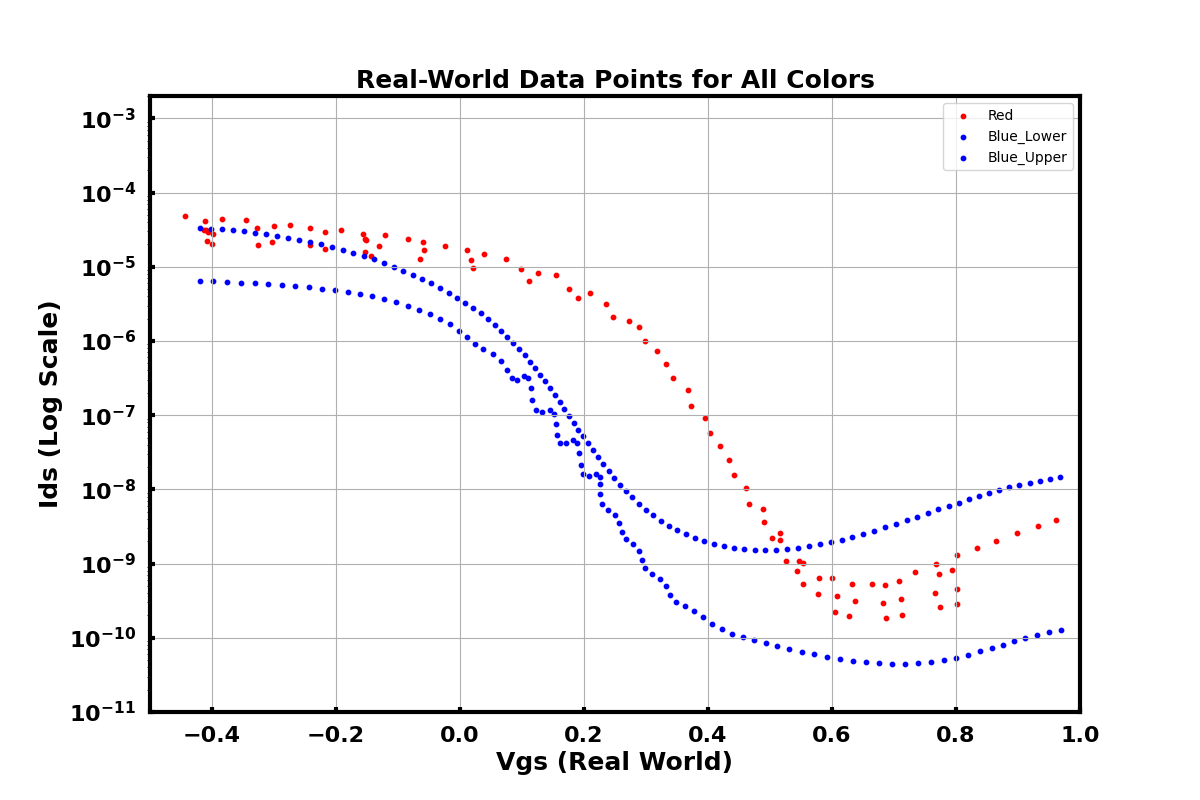 Real-World Data Points for All Colors
Red
Blue_Lower
Blue_Upper
Ids (Log Scale)
10⁻³
10⁻⁴
10⁻⁵
10⁻⁶
10⁻⁷
10⁻⁸
10⁻⁹
10⁻¹⁰
10⁻¹¹
−0.4 −0.2 0.0 0.2 0.4 0.6 0.8 1.0
Vgs (Real World)